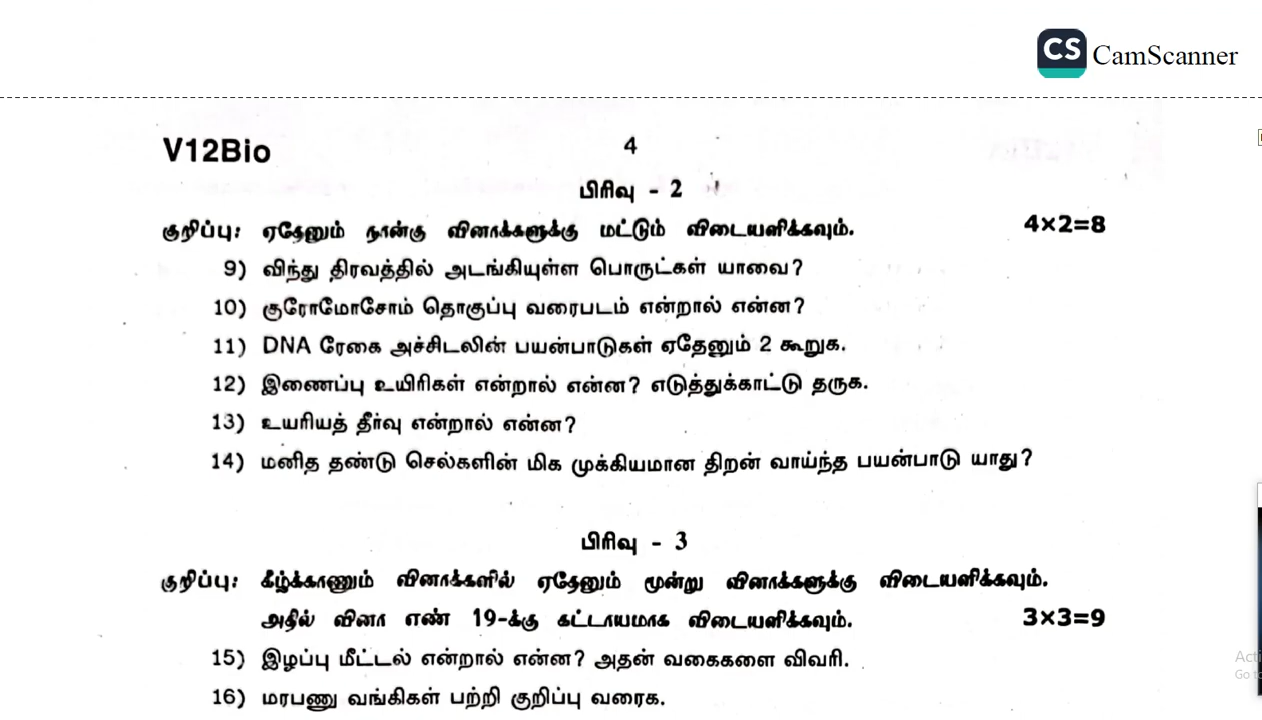 CS CamScanner
V12Bio 4
பிரிவு - 2
குறிப்பு: ஏதேனும் நான்கு வினாக்களுக்கு மட்டும் விடையளிக்கவும். 4×2=8
9) விந்து திரவத்தில் அடங்கியுள்ள பொருட்கள் யாவை?
10) குரோமோசோம் தொகுப்பு வரைபடம் என்றால் என்ன?
11) DNA ரேகை அச்சிடலின் பயன்பாடுகள் ஏதேனும் 2 கூறுக.
12) இணைப்பு உயிரிகள் என்றால் என்ன? எடுத்துக்காட்டு தருக.
13) உயரியத் தீர்வு என்றால் என்ன?
14) மனித தண்டு செல்களின் மிக முக்கியமான திறன் வாய்ந்த பயன்பாடு யாது?
பிரிவு - 3
குறிப்பு: கீழ்க்காணும் வினாக்களில் ஏதேனும் மூன்று வினாக்களுக்கு விடையளிக்கவும்.
அதில் வினா எண் 19-க்கு கட்டாயமாக விடையளிக்கவும். 3×3=9
15) இழப்பு மீட்டல் என்றால் என்ன? அதன் வகைகளை விவரி.
16) மரபணு வங்கிகள் பற்றி குறிப்பு வரைக.